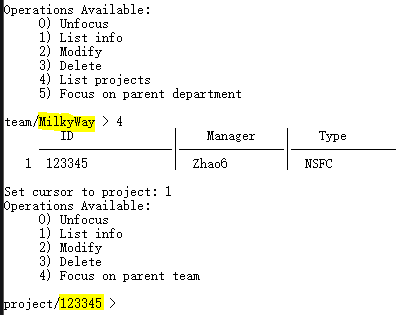 Operations Available:
0) Unfocus
1) List info
2) Modify
3) Delete
4) List projects
5) Focus on parent department
team/MilkyWay > 4
ID Manager Type
1 123345 Zhao6 NSFC
Set cursor to project: 1
Operations Available:
0) Unfocus
1) List info
2) Modify
3) Delete
4) Focus on parent team
project/123345 >